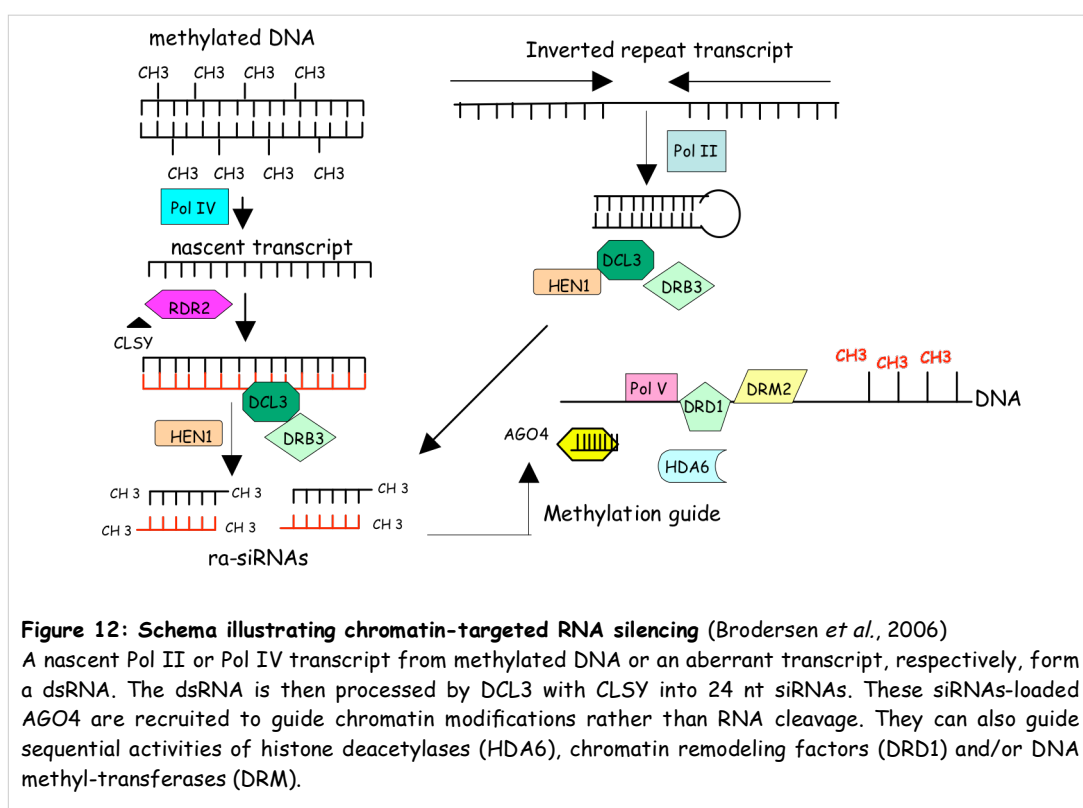 methylated DNA
CH3 CH3 CH3 CH3
CH3 CH3 CH3 CH3
Pol IV
nascent transcript
RDR2
CLSY
DCL3
HEN1
DRB3
CH 3 CH 3 CH 3
CH 3 CH 3 CH 3
ra-siRNAs
Inverted repeat transcript
Pol II
DCL3
HEN1
DRB3
CH3 CH3 CH3
Pol V
DRD1
DRM2
DNA
AGO4
HDA6
Methylation guide
Figure 12: Schema illustrating chromatin-targeted RNA silencing (Brodersen et al., 2006)
A nascent Pol II or Pol IV transcript from methylated DNA or an aberrant transcript, respectively, form
a dsRNA. The dsRNA is then processed by DCL3 with CLSY into 24 nt siRNAs. These siRNAs-loaded
AGO4 are recruited to guide chromatin modifications rather than RNA cleavage. They can also guide
sequential activities of histone deacetylases (HDA6), chromatin remodeling factors (DRD1) and/or DNA
methyl-transferases (DRM).